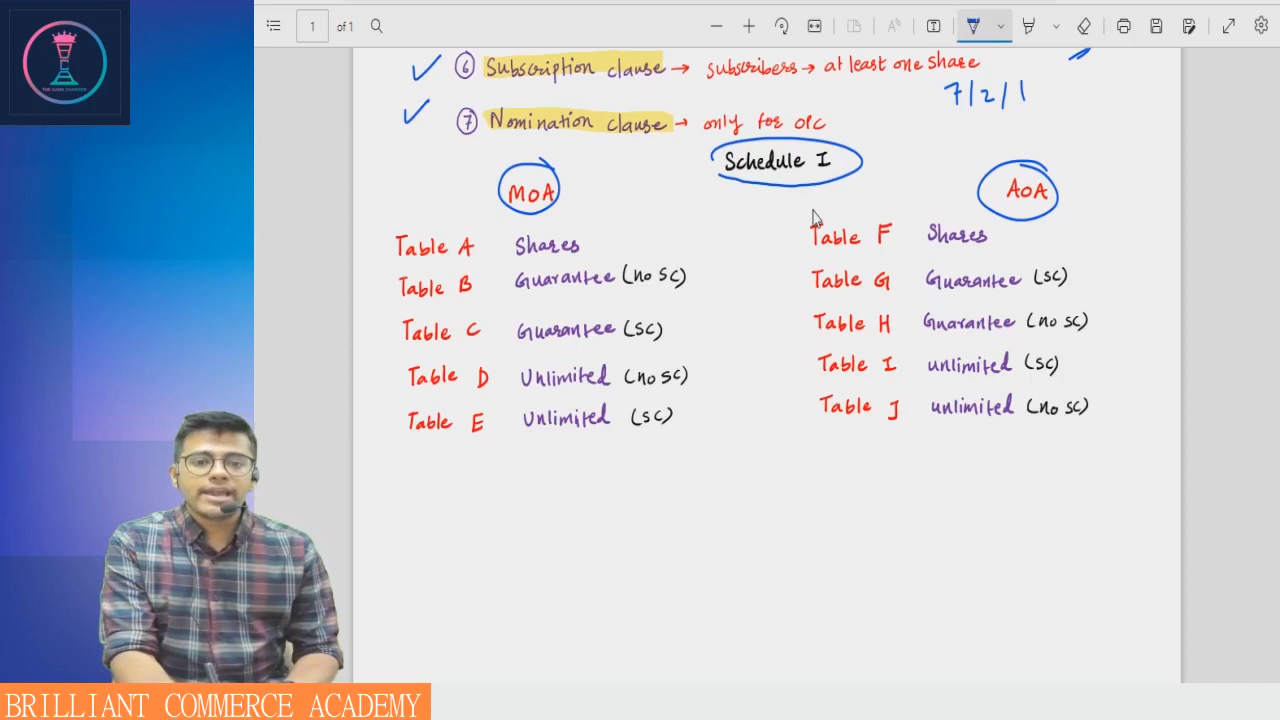 THE GAME CHANGER
1 of 1
⑥ Subscription clause → subscribers → at least one share
7/2/1
⑦ Nomination clause → only for OPC
Schedule I
MOA
AOA
Table A Shares
Table B Guarantee (no SC)
Table C Guarantee (SC)
Table D Unlimited (no SC)
Table E Unlimited (SC)
Table F Shares
Table G Guarantee (SC)
Table H Guarantee (no SC)
Table I unlimited (SC)
Table J unlimited (no SC)
BRILLIANT COMMERCE ACADEMY